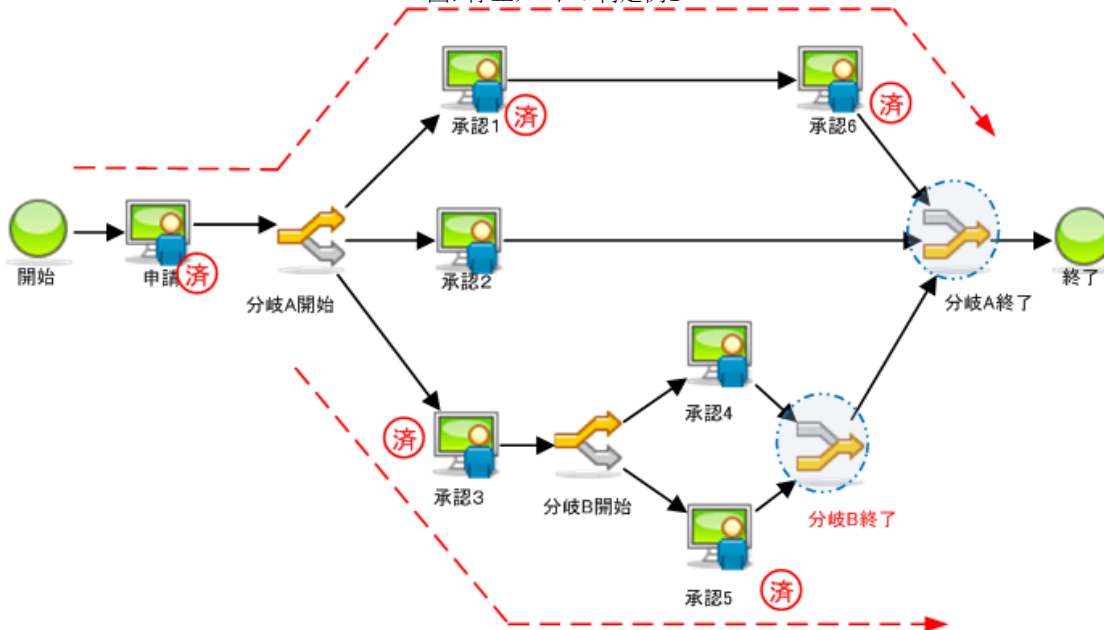 承認1
済
承認6
済
開始
申請
済
分岐A開始
承認2
分岐A終了
終了
済
承認3
分岐B開始
承認4
分岐B終了
承認5
済